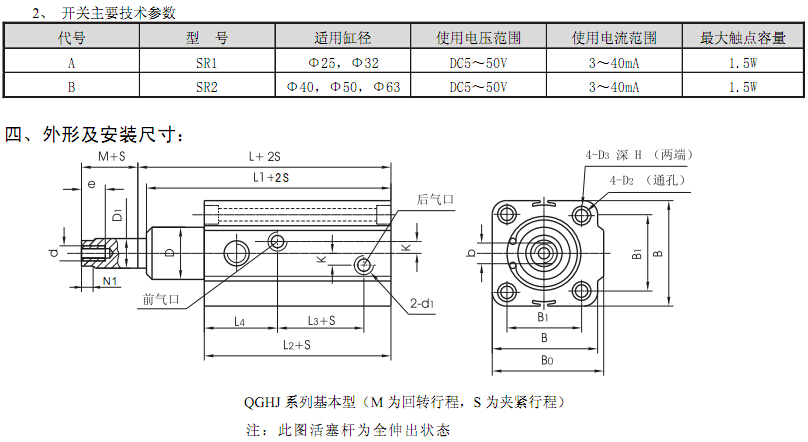 2、 开关主要技术参数
代号 型 号 适用缸径 使用电压范围 使用电流范围 最大触点容量
A SR1 Φ25，Φ32 DC5～50V 3～40mA 1.5W
B SR2 Φ40，Φ50，Φ63 DC5～50V 3～40mA 1.5W
四、外形及安装尺寸：
M+S
L+2S
L1+2S
e
D1
d
N1
D
K
K
后气口
前气口
2-d1
L4
L3+S
L2+S
4-D3 深 H （两端）
4-D2 （通孔）
b
B1
B
B1
B
B0
QGHJ 系列基本型（M 为回转行程，S 为夹紧行程）
注：此图活塞杆为全伸出状态